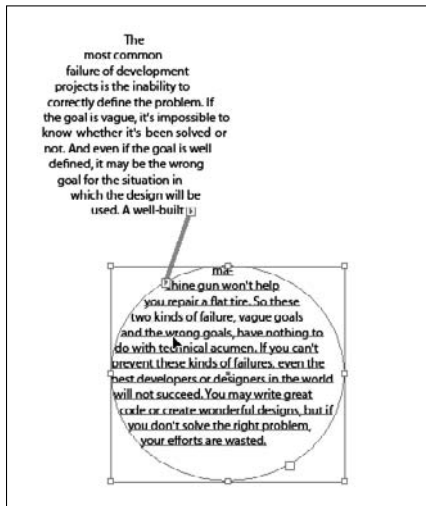 The
most common
failure of development
projects is the inability to
correctly define the problem. If
the goal is vague, it's impossible to
know whether it's been solved or
not. And even if the goal is well
defined, it may be the wrong
goal for the situation in
which the design will be
used. A well-built
ma-
chine gun won't help
you repair a flat tire. So these
two kinds of failure, vague goals
and the wrong goals, have nothing to
do with technical acumen. If you can't
prevent these kinds of failures, even the
best developers or designers in the world
will not succeed. You may write great
code or create wonderful designs, but if
you don't solve the right problem,
your efforts are wasted.